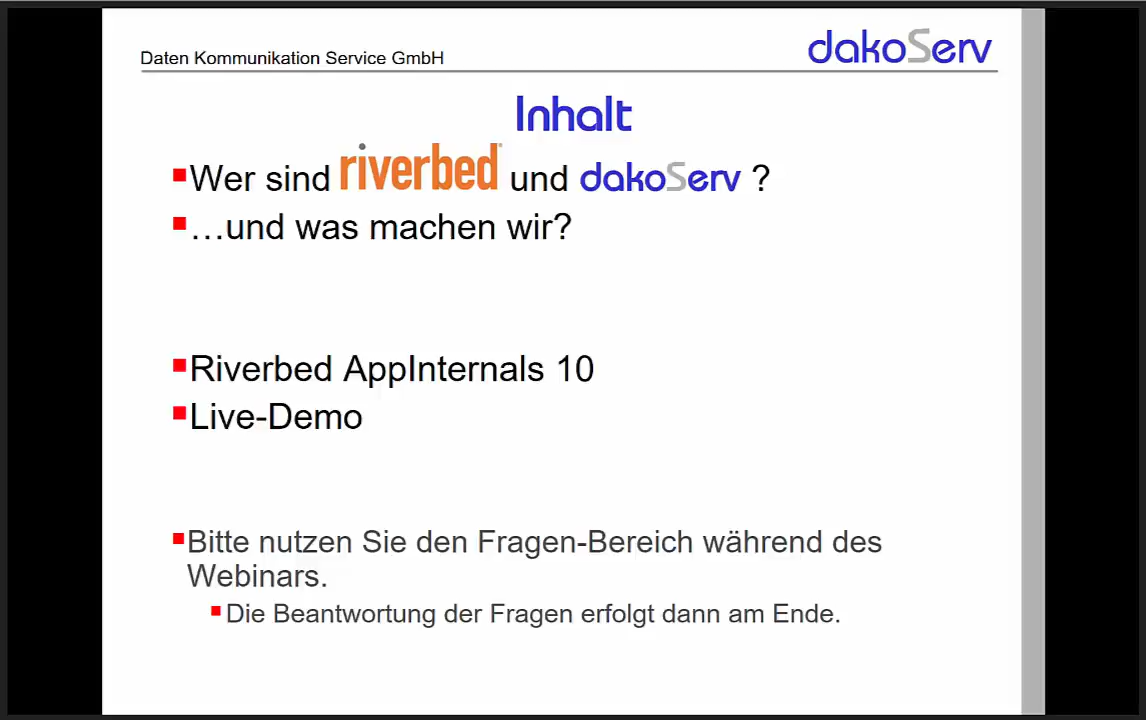 Daten Kommunikation Service GmbH
dakoServ
Inhalt
Wer sind riverbed und dakoServ ?
…und was machen wir?
Riverbed AppInternals 10
Live-Demo
Bitte nutzen Sie den Fragen-Bereich während des
Webinars.
Die Beantwortung der Fragen erfolgt dann am Ende.